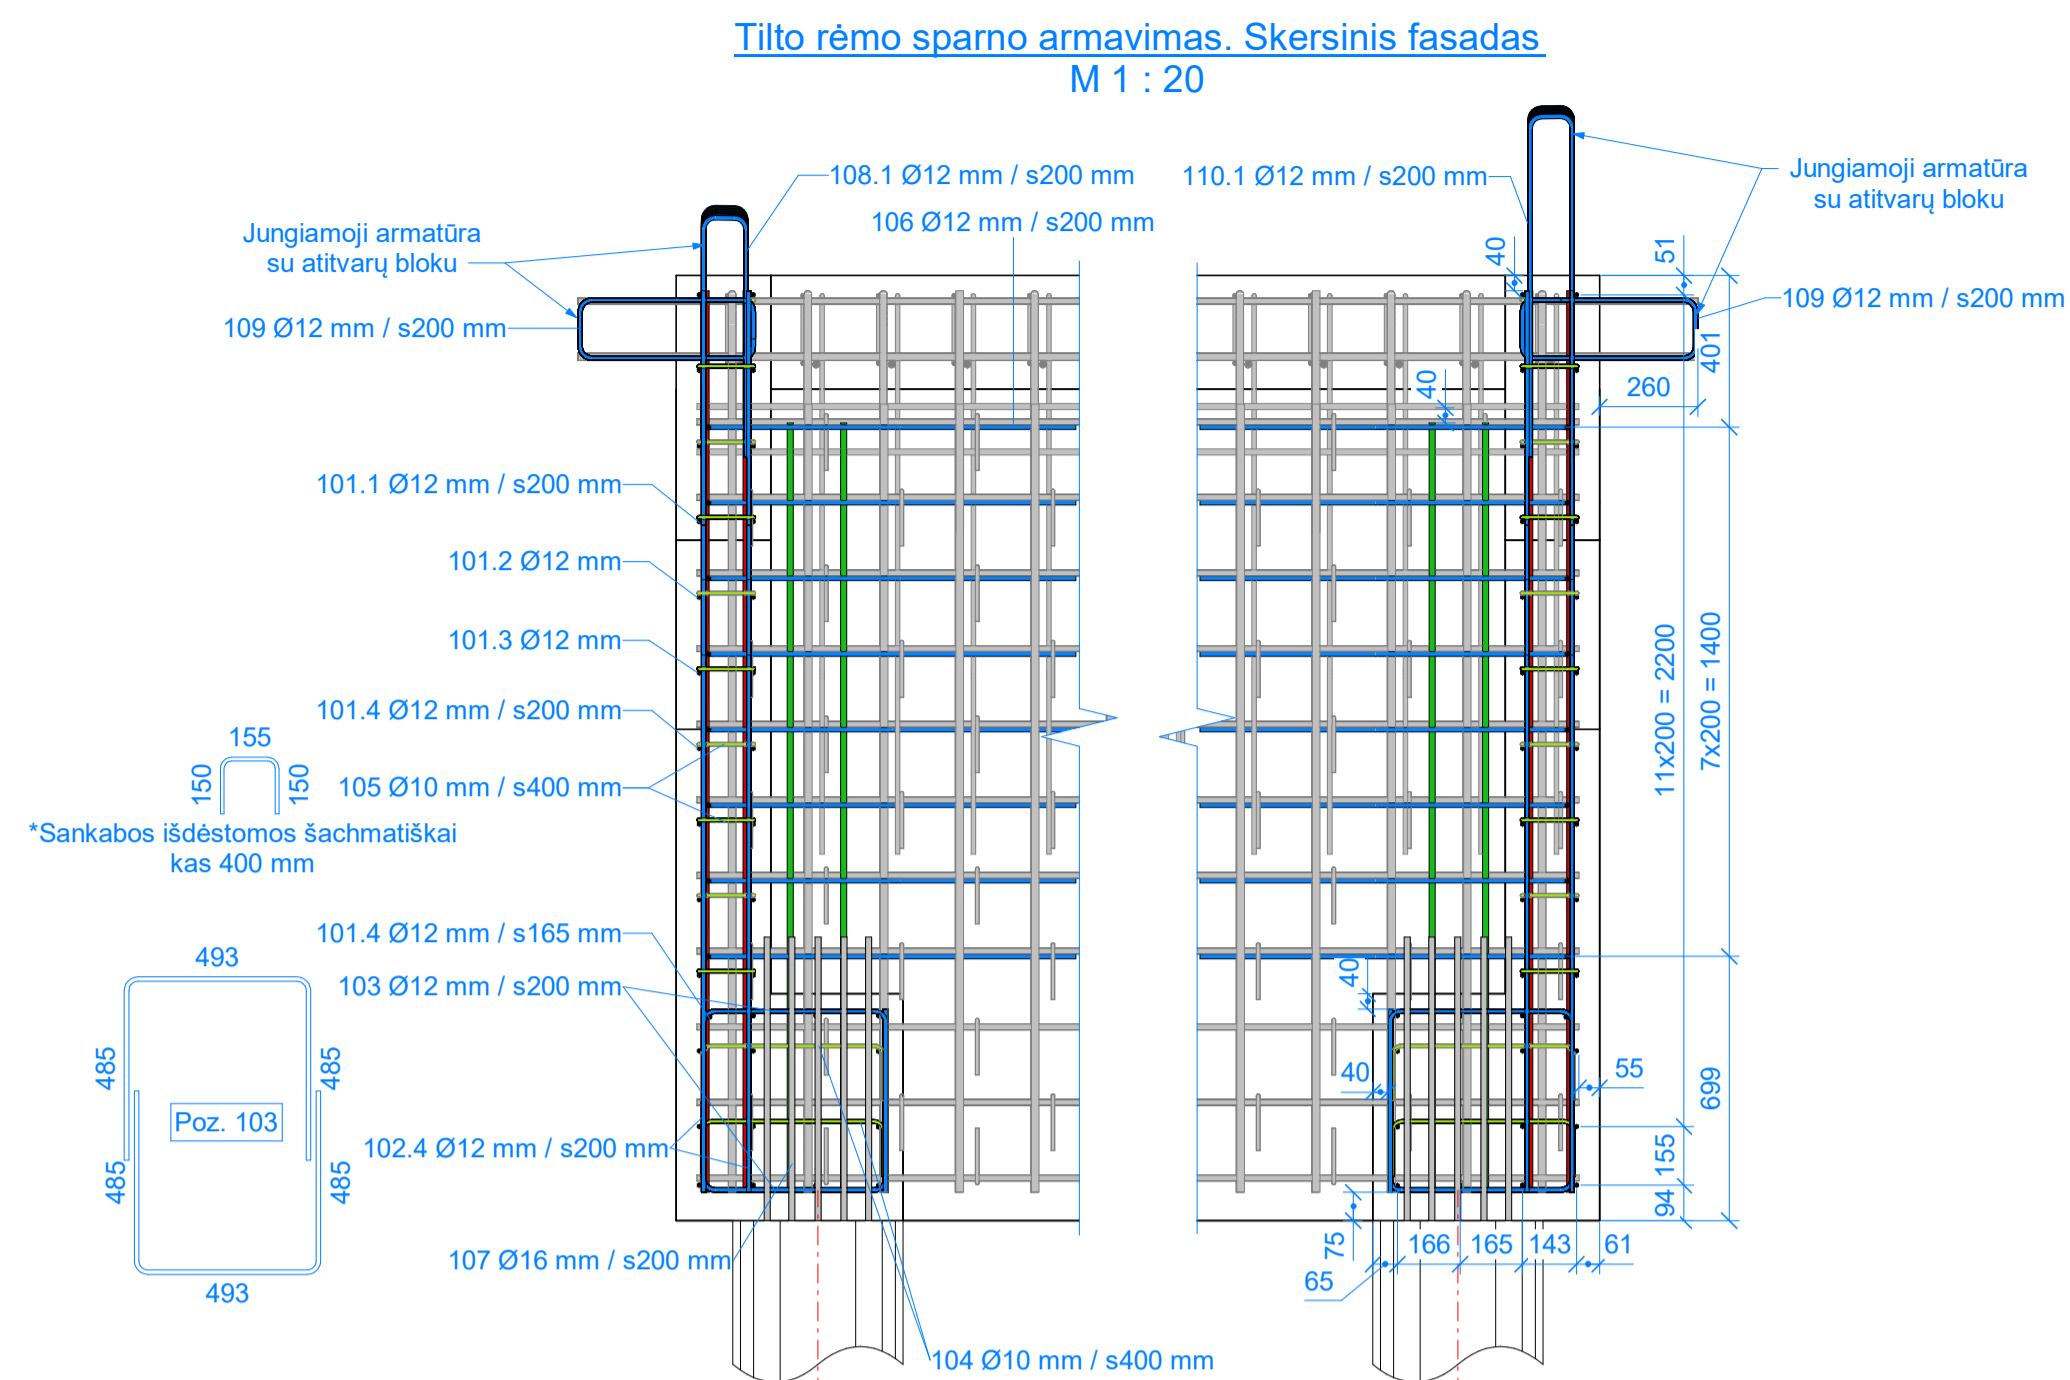 Tilto rėmo sparno armavimas. Skersinis fasadas
M 1 : 20
108.1 Ø12 mm / s200 mm
110.1 Ø12 mm / s200 mm
Jungiamoji armatūra
su atitvarų bloku
106 Ø12 mm / s200 mm
Jungiamoji armatūra
su atitvarų bloku
40
51
109 Ø12 mm / s200 mm
109 Ø12 mm / s200 mm
401
260
40
101.1 Ø12 mm / s200 mm
101.2 Ø12 mm
101.3 Ø12 mm
11x200 = 2200
7x200 = 1400
101.4 Ø12 mm / s200 mm
155
150
150
105 Ø10 mm / s400 mm
*Sankabos išdėstomos šachmatiškai
kas 400 mm
101.4 Ø12 mm / s165 mm
493
103 Ø12 mm / s200 mm
40
485
485
40
55
699
Poz. 103
102.4 Ø12 mm / s200 mm
155
485
485
94
75
166
165
143
61
107 Ø16 mm / s200 mm
65
493
104 Ø10 mm / s400 mm